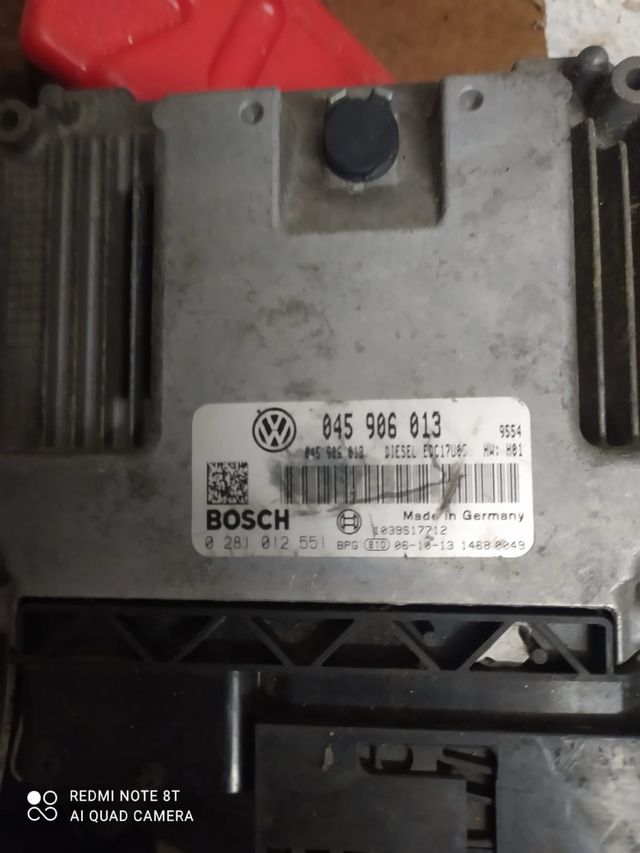 045 906 013 9554
045 906 013 DIESEL EDC17U05 HW: H01
BOSCH Made in Germany
1039S17712
0 281 012 551 BPG 810 06-10-13 1468 0049
REDMI NOTE 8T
AI QUAD CAMERA